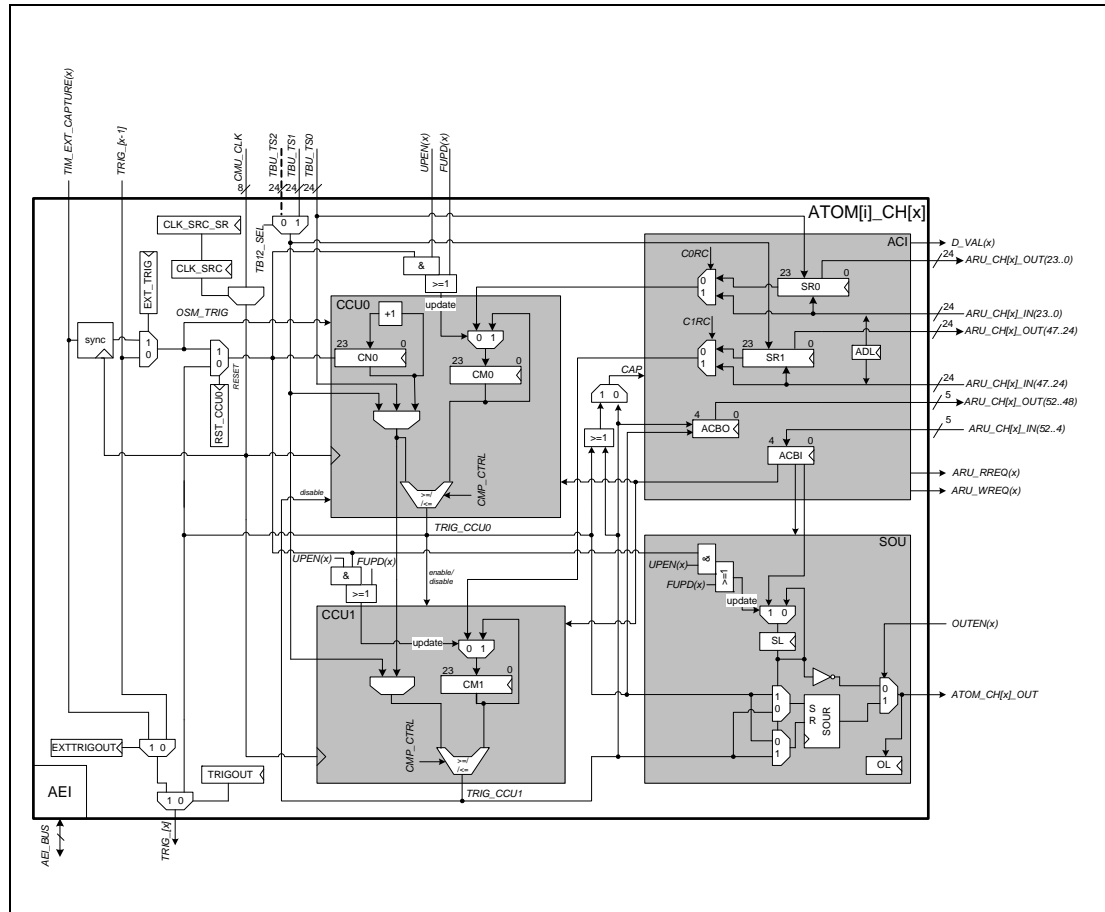 TIM_EXT_CAPTURE(x)
TRIG_[x-1]
CMU_CLK
TBU_TS2
TBU_TS1
TBU_TS0
UPEN(x)
FUPD(x)
8
24
24
24
ATOM[i]_CH[x]
CLK_SRC_SR
TB12_SEL
0 1
ACI
D_VAL(x)
CLK_SRC
&
C0RC
24
ARU_CH[x]_OUT(23..0)
EXT_TRIG
>=1
0
1
23
0
SR0
OSM_TRIG
CCU0
update
24
ARU_CH[x]_IN(23..0)
+1
C1RC
24
ARU_CH[x]_OUT(47..24)
sync
1
0
1
0
0 1
23
0
CN0
0
1
23
0
SR1
ADL
23
0
CM0
RESET
CAP
24
ARU_CH[x]_IN(47..24)
RST_CCU0
1 0
5
ARU_CH[x]_OUT(52..48)
4
0
ACBO
5
ARU_CH[x]_IN(52..4)
>=1
4
0
ACBI
ARU_RREQ(x)
disable
>=/
/<=
CMP_CTRL
ARU_WREQ(x)
TRIG_CCU0
SOU
UPEN(x)
FUPD(x)
&
>=1
enable/
disable
UPEN(x)
&
>=1
FUPD(x)
CCU1
update
update
1 0
OUTEN(x)
0 1
SL
23
0
CM1
1
0
S
R
SOUR
0
1
ATOM_CH[x]_OUT
0
1
CMP_CTRL
>=/
/<=
OL
EXTTRIGOUT
1 0
TRIGOUT
AEI
1 0
TRIG_CCU1
AEI_BUS
TRIG_[x]